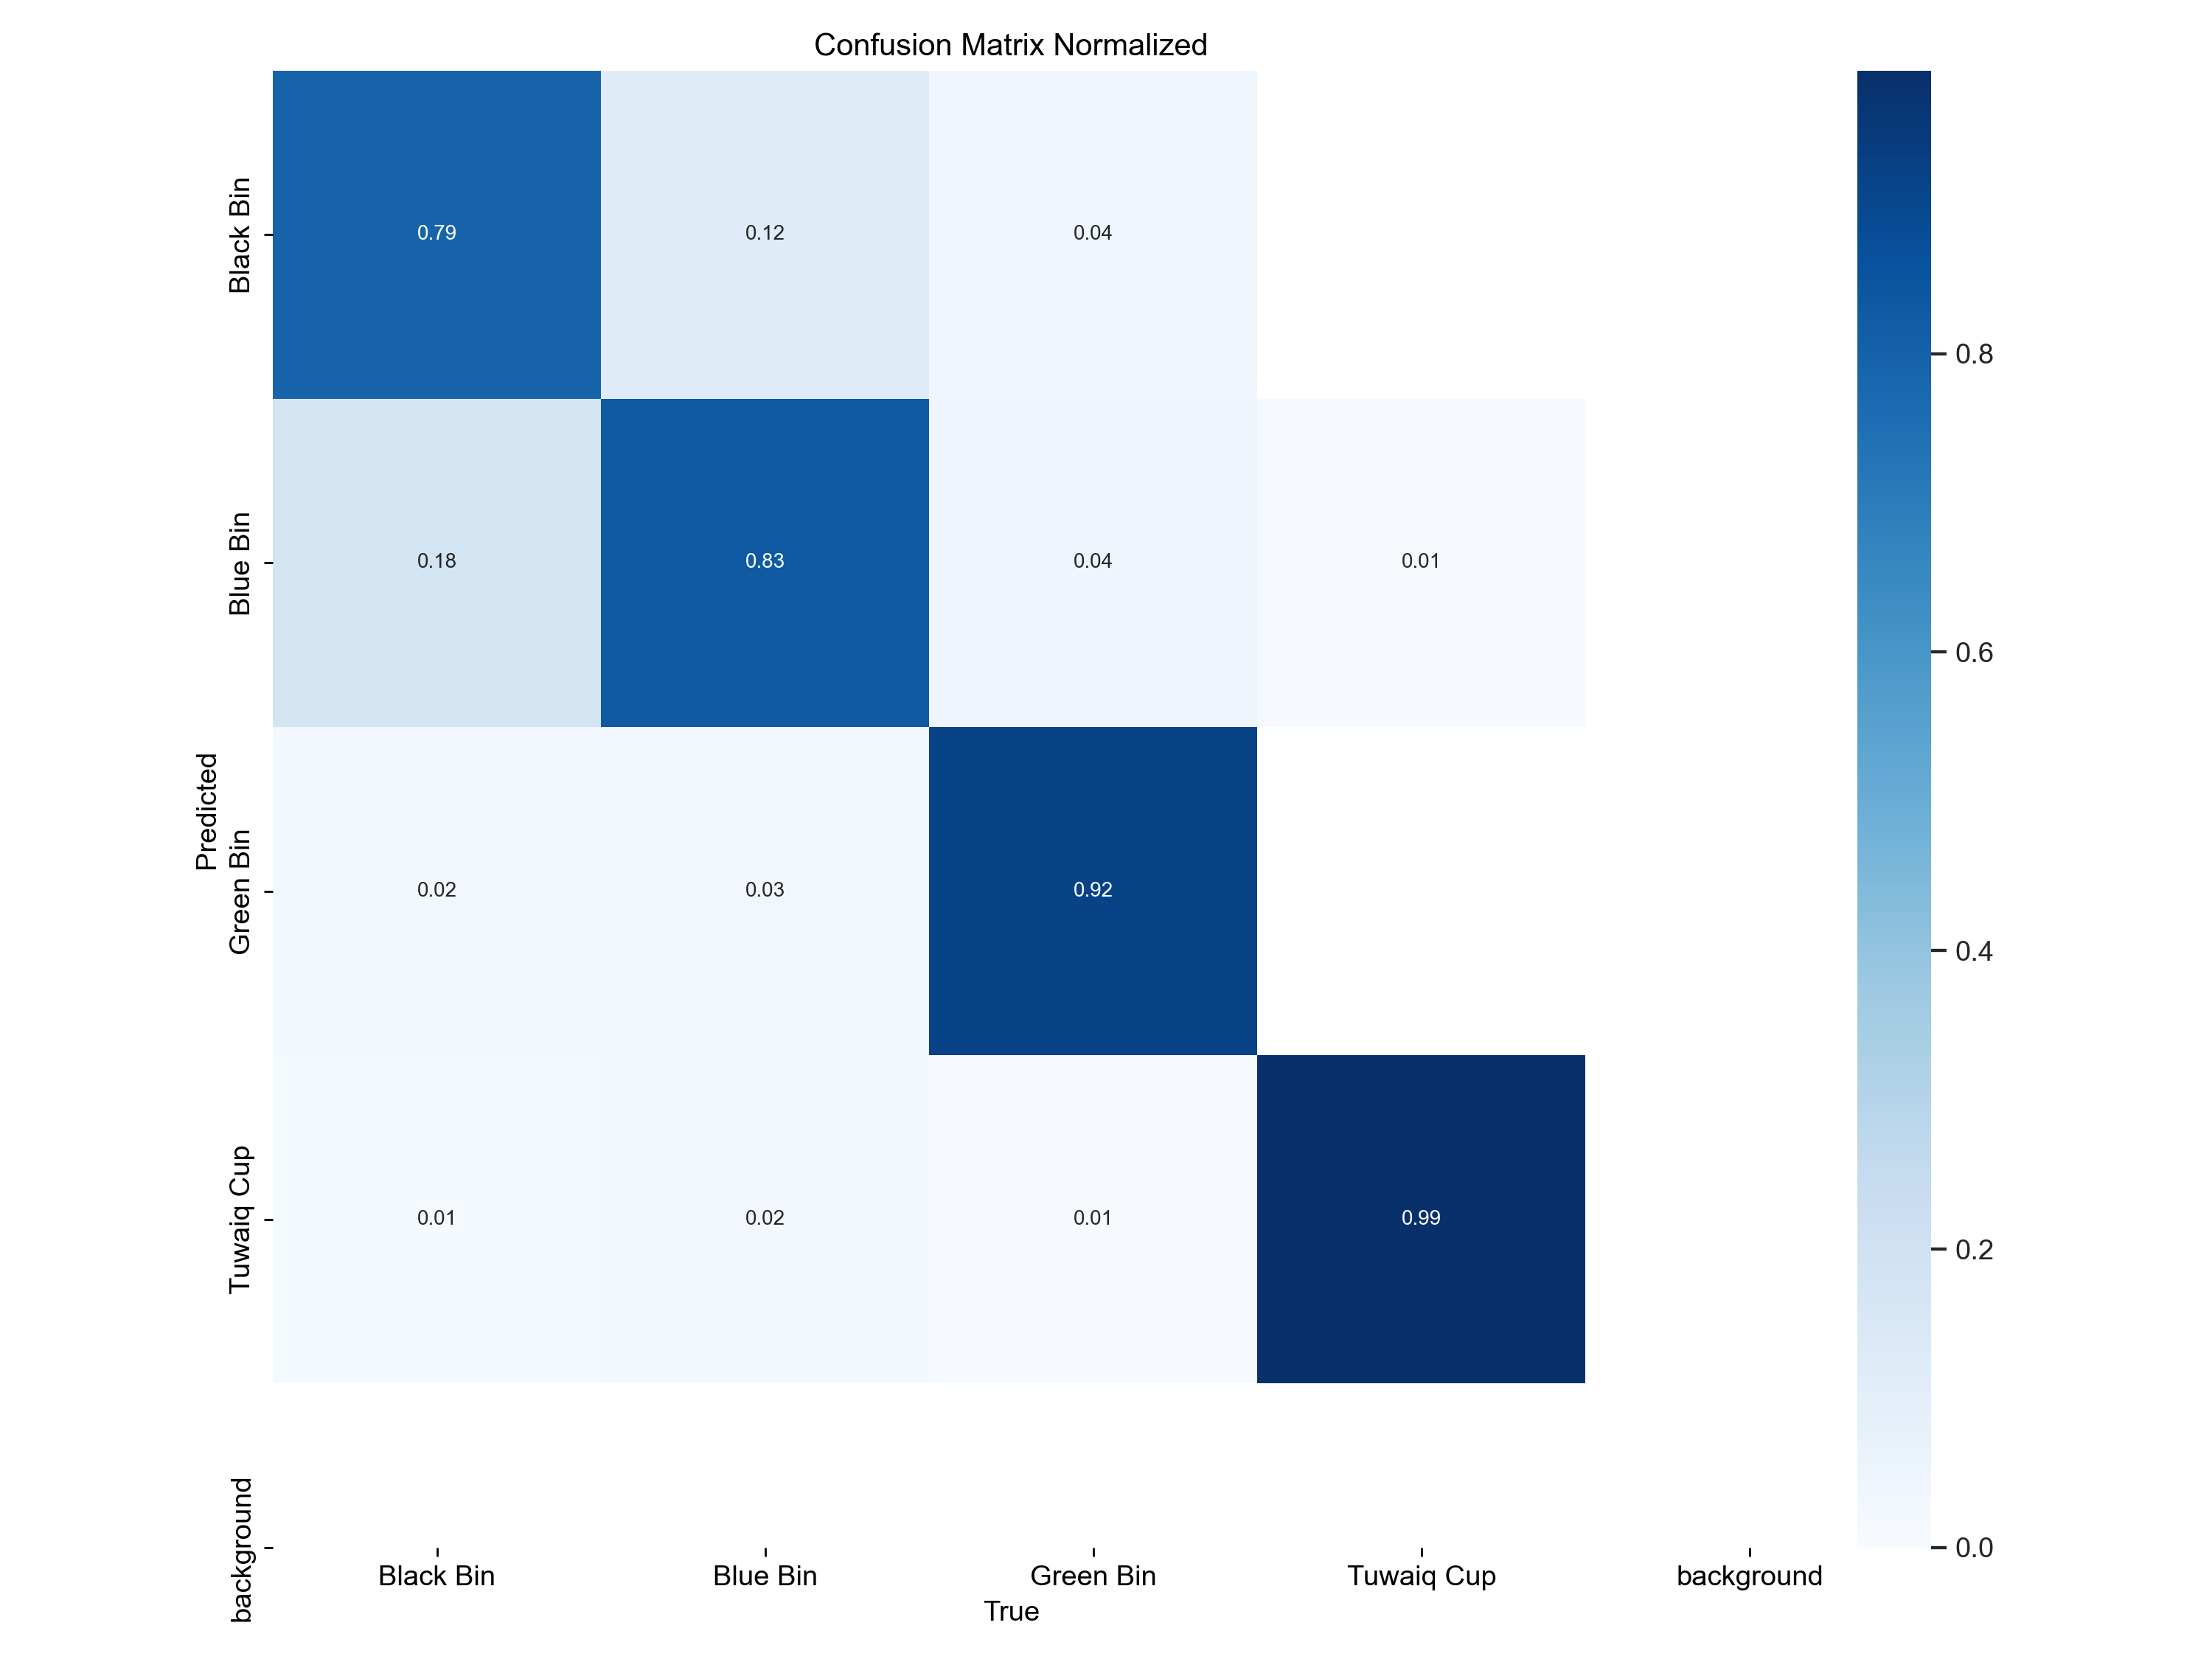 Confusion Matrix Normalized
Predicted
Black Bin
0.79 0.12 0.04
Blue Bin
0.18 0.83 0.04 0.01
Green Bin
0.02 0.03 0.92
Tuwaiq Cup
0.01 0.02 0.01 0.99
background
Black Bin Blue Bin Green Bin Tuwaiq Cup background
True
0.8
0.6
0.4
0.2
0.0